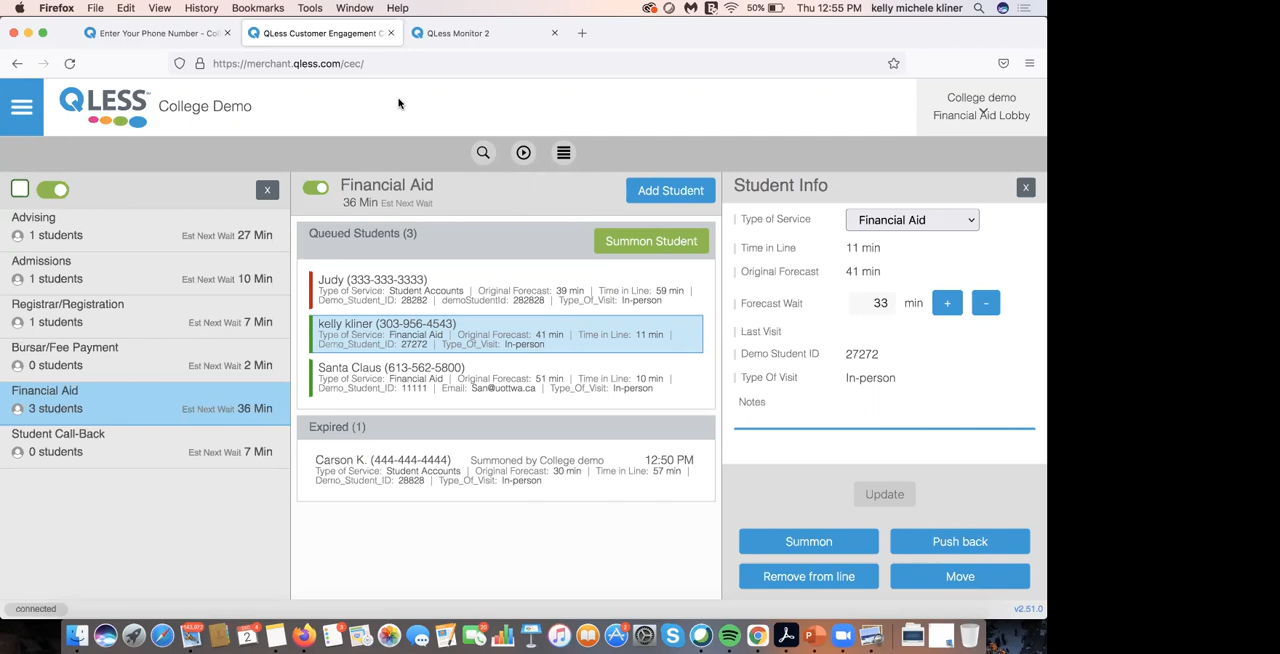 Firefox File Edit View History Bookmarks Tools Window Help 50% Thu 12:55 PM kelly michele kliner
Enter Your Phone Number - Col QLess Customer Engagement C QLess Monitor 2
https://merchant.qless.com/cec/
QLESS College Demo
College demo
Financial Aid Lobby
X
Advising
1 students Est Next Wait 27 Min
Admissions
1 students Est Next Wait 10 Min
Registrar/Registration
1 students Est Next Wait 7 Min
Bursar/Fee Payment
0 students Est Next Wait 2 Min
Financial Aid
3 students Est Next Wait 36 Min
Student Call-Back
0 students Est Next Wait 7 Min
Financial Aid
36 Min Est Next Wait
Add Student
Queued Students (3)
Summon Student
Judy (333-333-3333)
Type of Service: Student Accounts | Original Forecast: 39 min | Time in Line: 59 min |
Demo_Student_ID: 28282 | demoStudentId: 282828 | Type_Of_Visit: In-person
kelly kliner (303-956-4543)
Type of Service: Financial Aid | Original Forecast: 41 min | Time in Line: 11 min |
Demo_Student_ID: 27272 | Type_Of_Visit: In-person
Santa Claus (613-562-5800)
Type of Service: Financial Aid | Original Forecast: 51 min | Time in Line: 10 min |
Demo_Student_ID: 11111 | Email: San@uottwa.ca | Type_Of_Visit: In-person
Expired (1)
Carson K. (444-444-4444) Summoned by College demo 12:50 PM
Type of Service: Student Accounts | Original Forecast: 30 min | Time in Line: 57 min |
Demo_Student_ID: 28828 | Type_Of_Visit: In-person
Student Info X
Type of Service Financial Aid
Time in Line 11 min
Original Forecast 41 min
Forecast Wait 33 min + -
Last Visit
Demo Student ID 27272
Type Of Visit In-person
Notes
Update
Summon Push back
Remove from line Move
connected v2.51.0